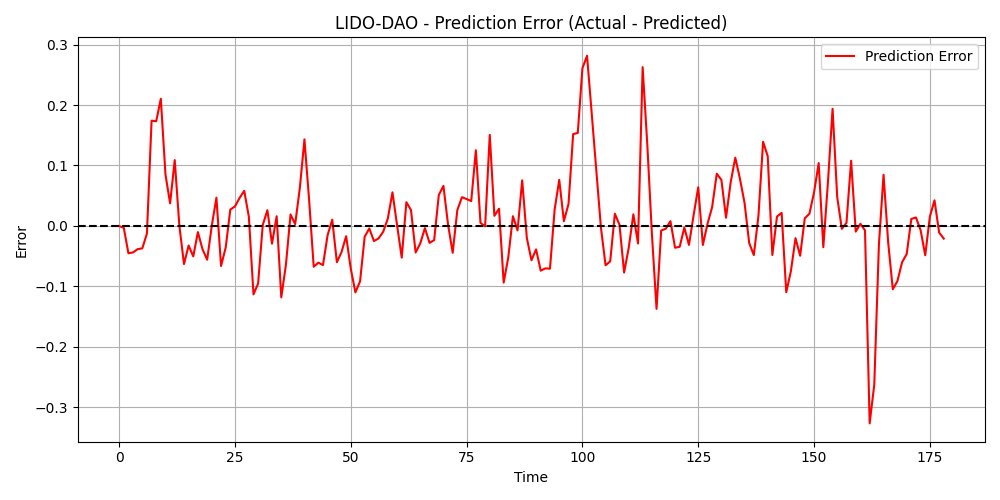 LIDO-DAO - Prediction Error (Actual - Predicted)
Prediction Error
Error
0.3
0.2
0.1
0.0
−0.1
−0.2
−0.3
0 25 50 75 100 125 150 175
Time